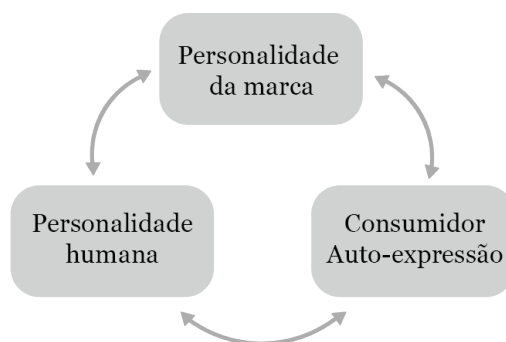 Personalidade
da marca
Personalidade
humana
Consumidor
Auto-expressão